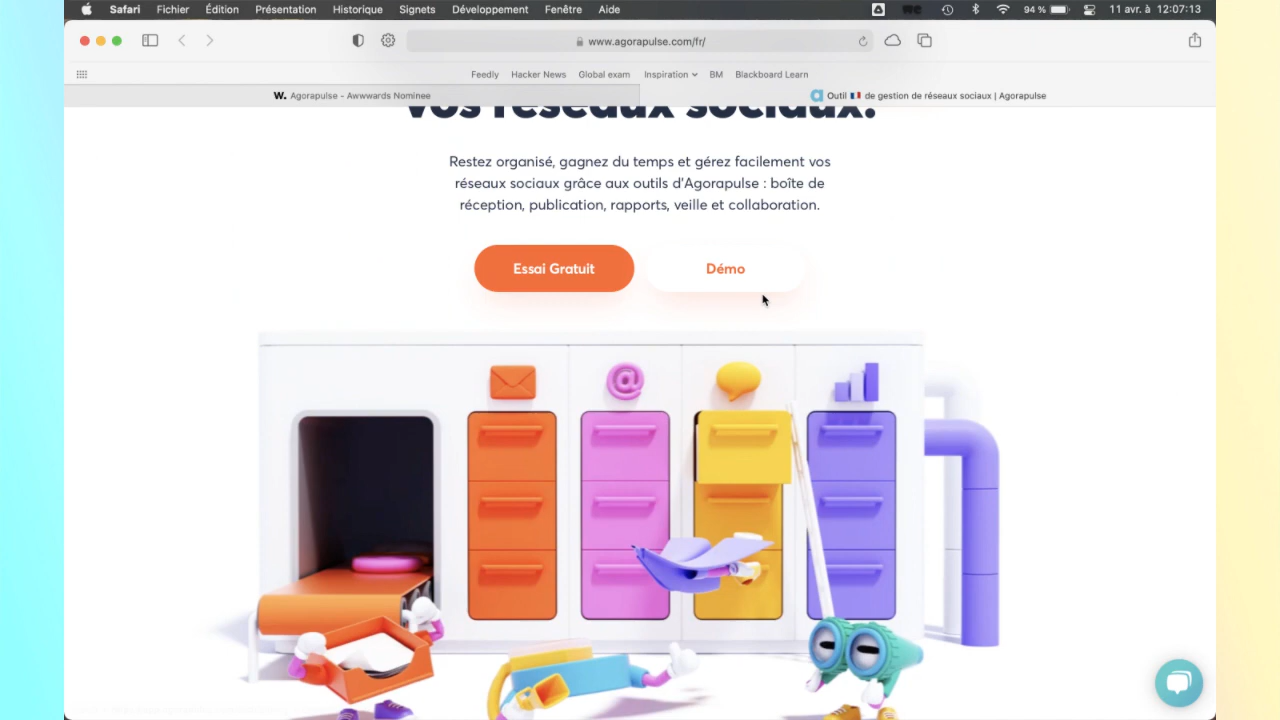 Safari Fichier Édition Présentation Historique Signets Développement Fenêtre Aide 94 % 11 avr. à 12:07:13
www.agorapulse.com/fr/
Feedly Hacker News Global exam Inspiration BM Blackboard Learn
W. Agorapulse - Awwwards Nominee
Outil 🇫🇷 de gestion de réseaux sociaux | Agorapulse
vos réseaux sociaux.
Restez organisé, gagnez du temps et gérez facilement vos
réseaux sociaux grâce aux outils d'Agorapulse : boîte de
réception, publication, rapports, veille et collaboration.
Essai Gratuit
Démo
@